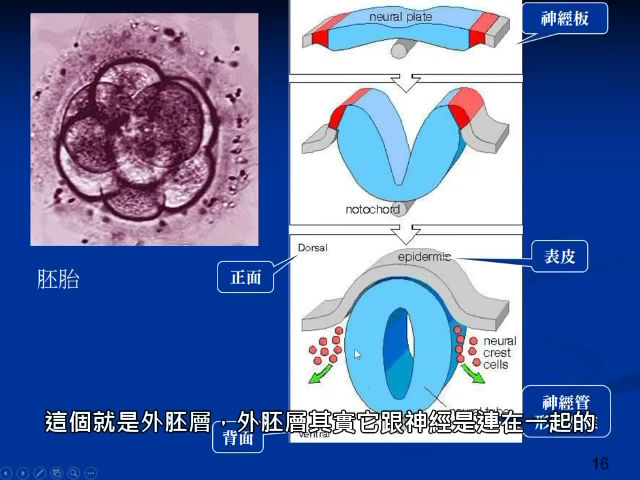 neural plate
神經板
notochord
Dorsal
epidermis
正面
表皮
胚胎
neural
crest
cells
神經管
這個就是外胚層，外胚層其實它跟神經是連在一起的
背面
Ventral
16